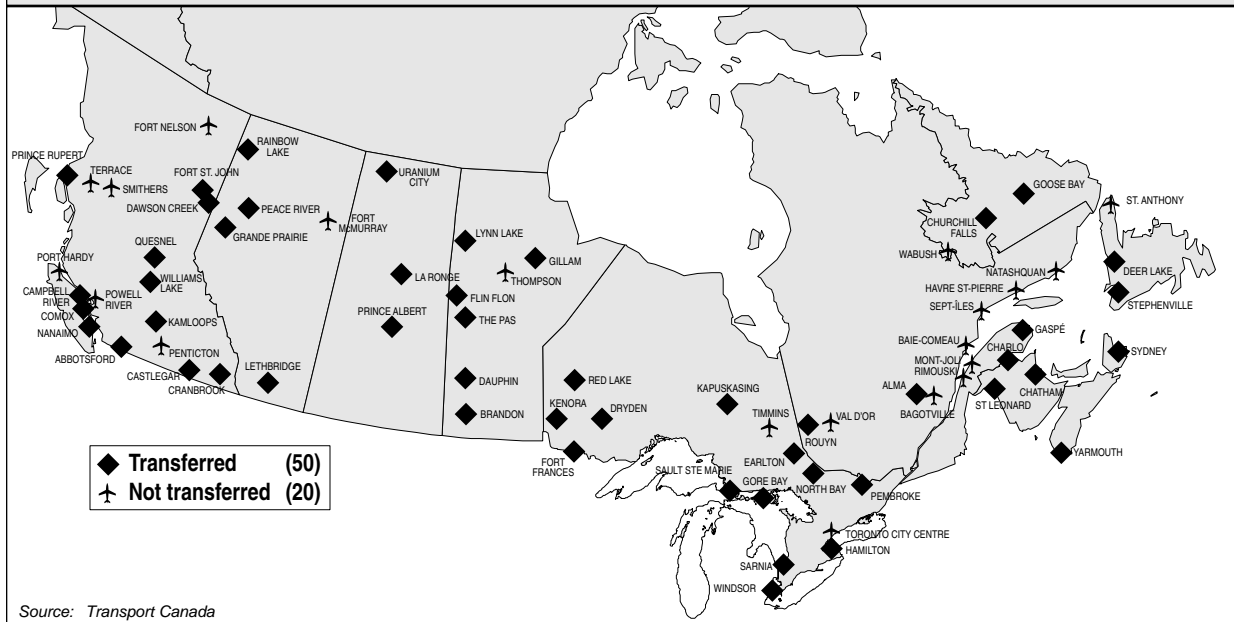 FORT NELSON
RAINBOW
LAKE
PRINCE RUPERT
TERRACE
SMITHERS
FORT ST. JOHN
DAWSON CREEK
PEACE RIVER
GRANDE PRAIRIE
FORT
McMURRAY
URANIUM
CITY
LYNN LAKE
GILLAM
THOMPSON
LA RONGE
FLIN FLON
PRINCE ALBERT
THE PAS
QUESNEL
PORT HARDY
WILLIAMS
LAKE
CAMPBELL
RIVER
POWELL
RIVER
COMOX
NANAIMO
KAMLOOPS
ABBOTSFORD
PENTICTON
CASTLEGAR
CRANBROOK
LETHBRIDGE
DAUPHIN
BRANDON
RED LAKE
KENORA
DRYDEN
FORT
FRANCES
KAPUSKASING
TIMMINS
VAL D'OR
ROUYN
EARLTON
SAULT STE MARIE
GORE BAY
NORTH BAY
PEMBROKE
TORONTO CITY CENTRE
HAMILTON
SARNIA
WINDSOR
GOOSE BAY
CHURCHILL
FALLS
WABUSH
ST. ANTHONY
NATASHQUAN
DEER LAKE
HAVRE ST-PIERRE
STEPHENVILLE
SEPT-ÎLES
GASPÉ
BAIE-COMEAU
CHARLO
SYDNEY
MONT-JOLI
RIMOUSKI
ALMA
BAGOTVILLE
CHATHAM
ST LEONARD
YARMOUTH
Transferred (50)
Not transferred (20)
Source: Transport Canada